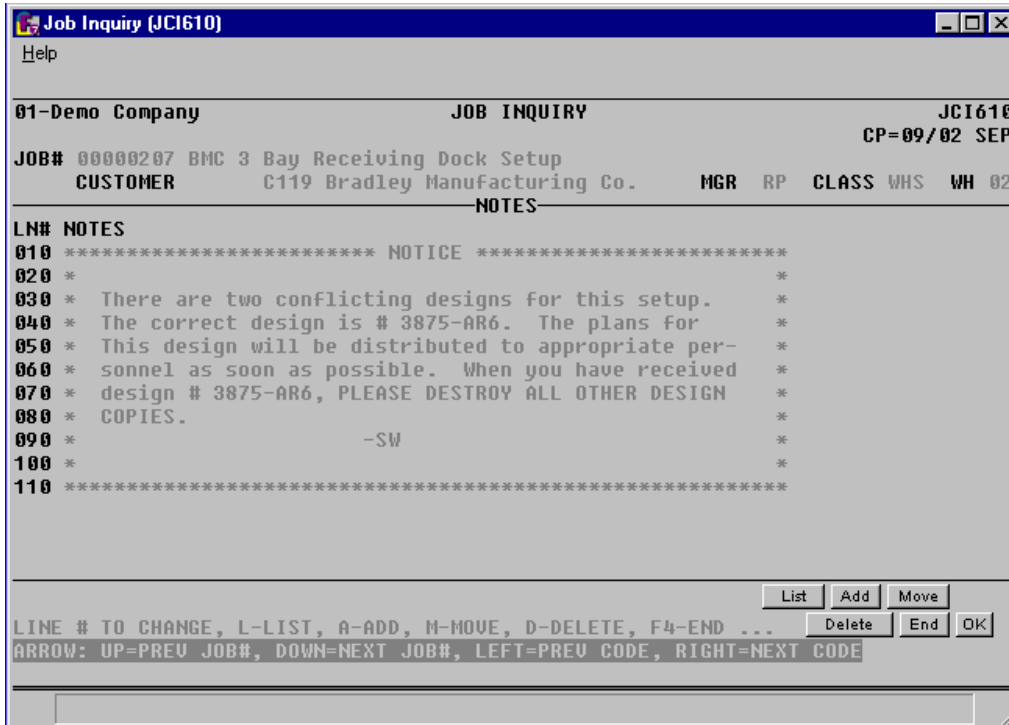 Job Inquiry (JCI610)
Help
01-Demo Company JOB INQUIRY JCI610
CP=09/02 SEP
JOB# 00000207 BMC 3 Bay Receiving Dock Setup
CUSTOMER C119 Bradley Manufacturing Co. MGR RP CLASS WHS WH 02
NOTES
LN# NOTES
010 ************************* NOTICE *************************
020 * *
030 * There are two conflicting designs for this setup. *
040 * The correct design is # 3875-AR6. The plans for *
050 * This design will be distributed to appropriate per- *
060 * sonnel as soon as possible. When you have received *
070 * design # 3875-AR6, PLEASE DESTROY ALL OTHER DESIGN *
080 * COPIES. *
090 * -SW *
100 * *
110 **********************************************************
List Add Move
LINE # TO CHANGE, L-LIST, A-ADD, M-MOVE, D-DELETE, F4-END ... Delete End OK
ARROW: UP=PREV JOB#, DOWN=NEXT JOB#, LEFT=PREV CODE, RIGHT=NEXT CODE